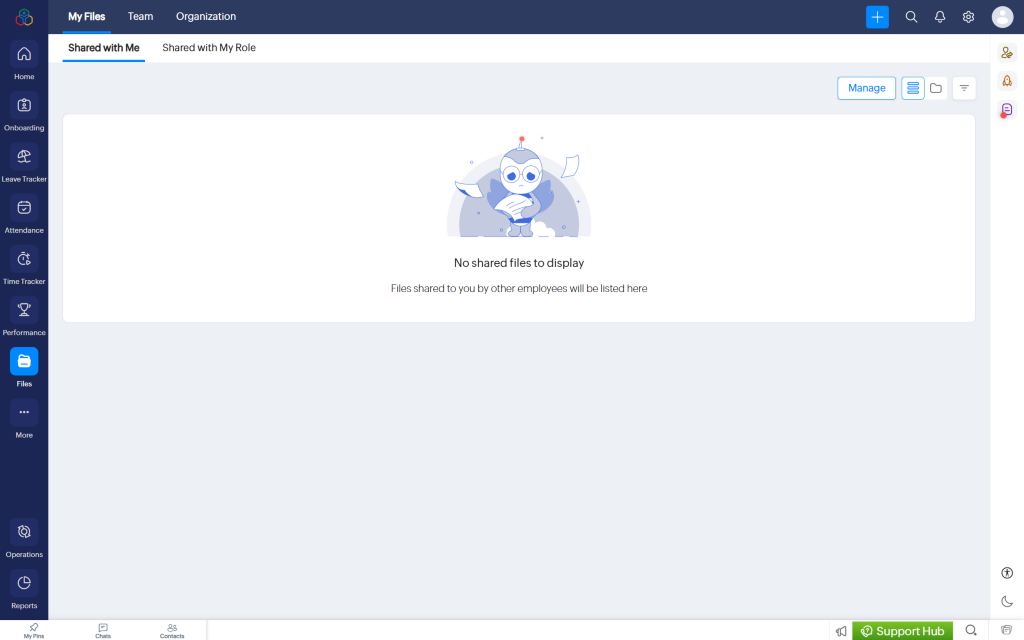 My Files Team Organization
Shared with Me Shared with My Role
Manage
Home
Onboarding
Leave Tracker
Attendance
Time Tracker
Performance
Files
More
Operations
Reports
No shared files to display
Files shared to you by other employees will be listed here
My Pins Chats Contacts
Support Hub